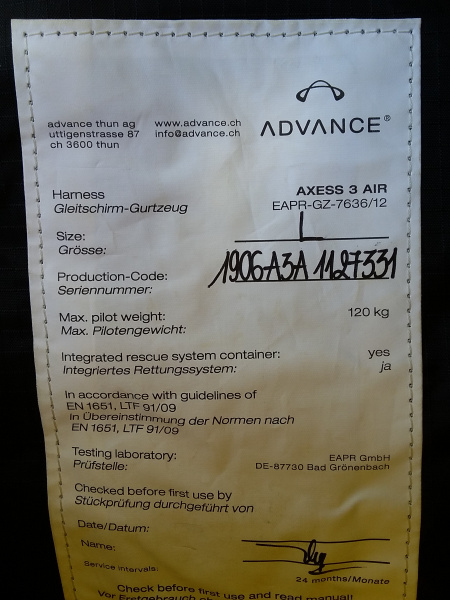 ADVANCE®
advance thun ag www.advance.ch
uttigenstrasse 87 info@advance.ch
ch 3600 thun
Harness AXESS 3 AIR
Gleitschirm-Gurtzeug EAPR-GZ-7636/12
Size: L
Grösse:
Production-Code: 1906A3A1127331
Seriennummer:
Max. pilot weight: 120 kg
Max. Pilotengewicht:
Integrated rescue system container: yes
Integriertes Rettungssystem: ja
In accordance with guidelines of
EN 1651, LTF 91/09
In Übereinstimmung der Normen nach
EN 1651, LTF 91/09
Testing laboratory: EAPR GmbH
Prüfstelle: DE-87730 Bad Grönenbach
Checked before first use by
Stückprüfung durchgeführt von
Date/Datum:
Name:
Service intervals: 24 months/Monate
Check before first use and read manual!
Vor Erstgebrauch